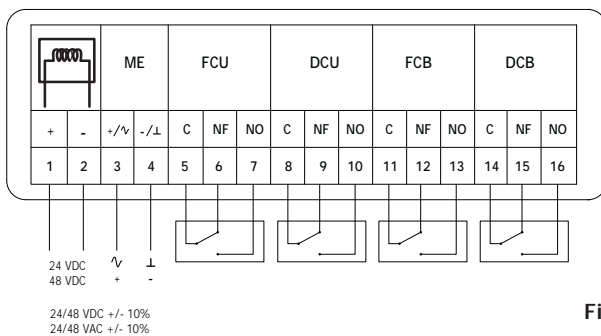 ME FCU DCU FCB DCB
+ - +/∿ -/⊥ C NF NO C NF NO C NF NO C NF NO
1 2 3 4 5 6 7 8 9 10 11 12 13 14 15 16
24 VDC ∿ ⊥
48 VDC + -
24/48 VDC +/- 10%
24/48 VAC +/- 10%
Fi